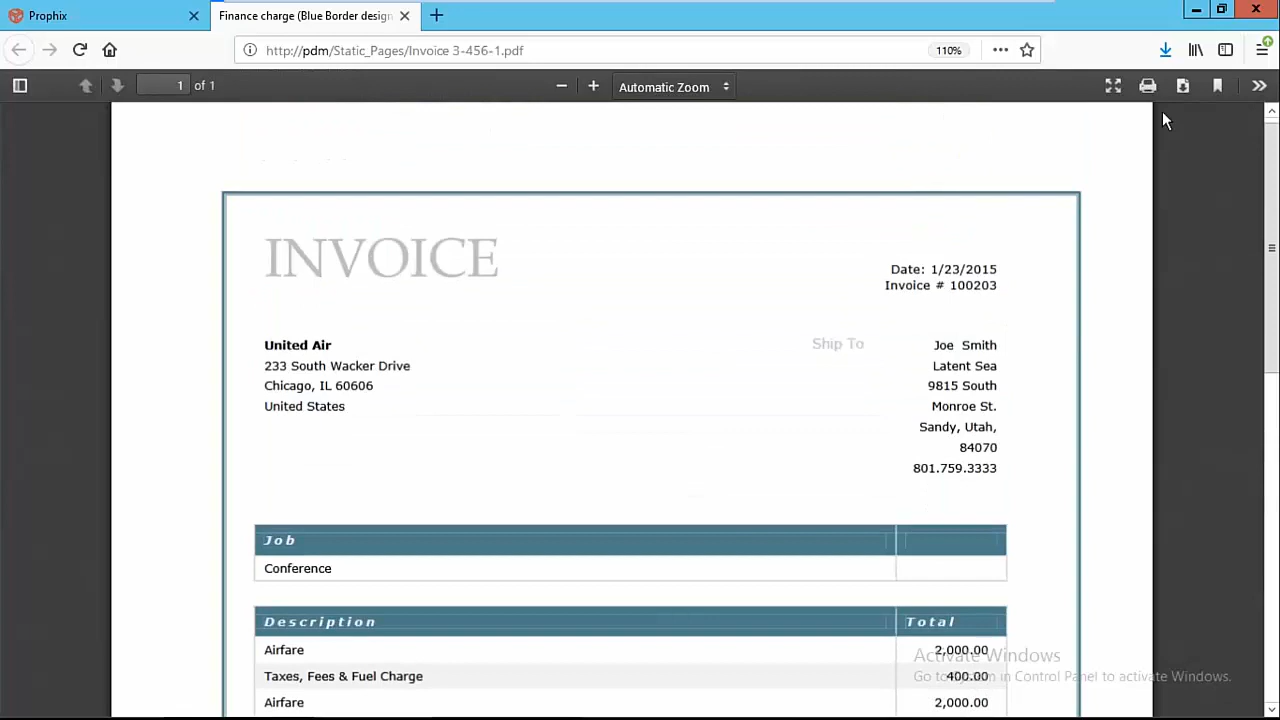 Prophix
Finance charge (Blue Border design
http://pdm/Static_Pages/Invoice 3-456-1.pdf
110%
1 of 1
Automatic Zoom
INVOICE
Date: 1/23/2015
Invoice # 100203
United Air
233 South Wacker Drive
Chicago, IL 60606
United States
Ship To
Joe Smith
Latent Sea
9815 South
Monroe St.
Sandy, Utah,
84070
801.759.3333
Job
Conference
Description Total
Airfare 2,000.00
Taxes, Fees & Fuel Charge 400.00
Airfare 2,000.00
Activate Windows
Go to System in Control Panel to activate Windows.